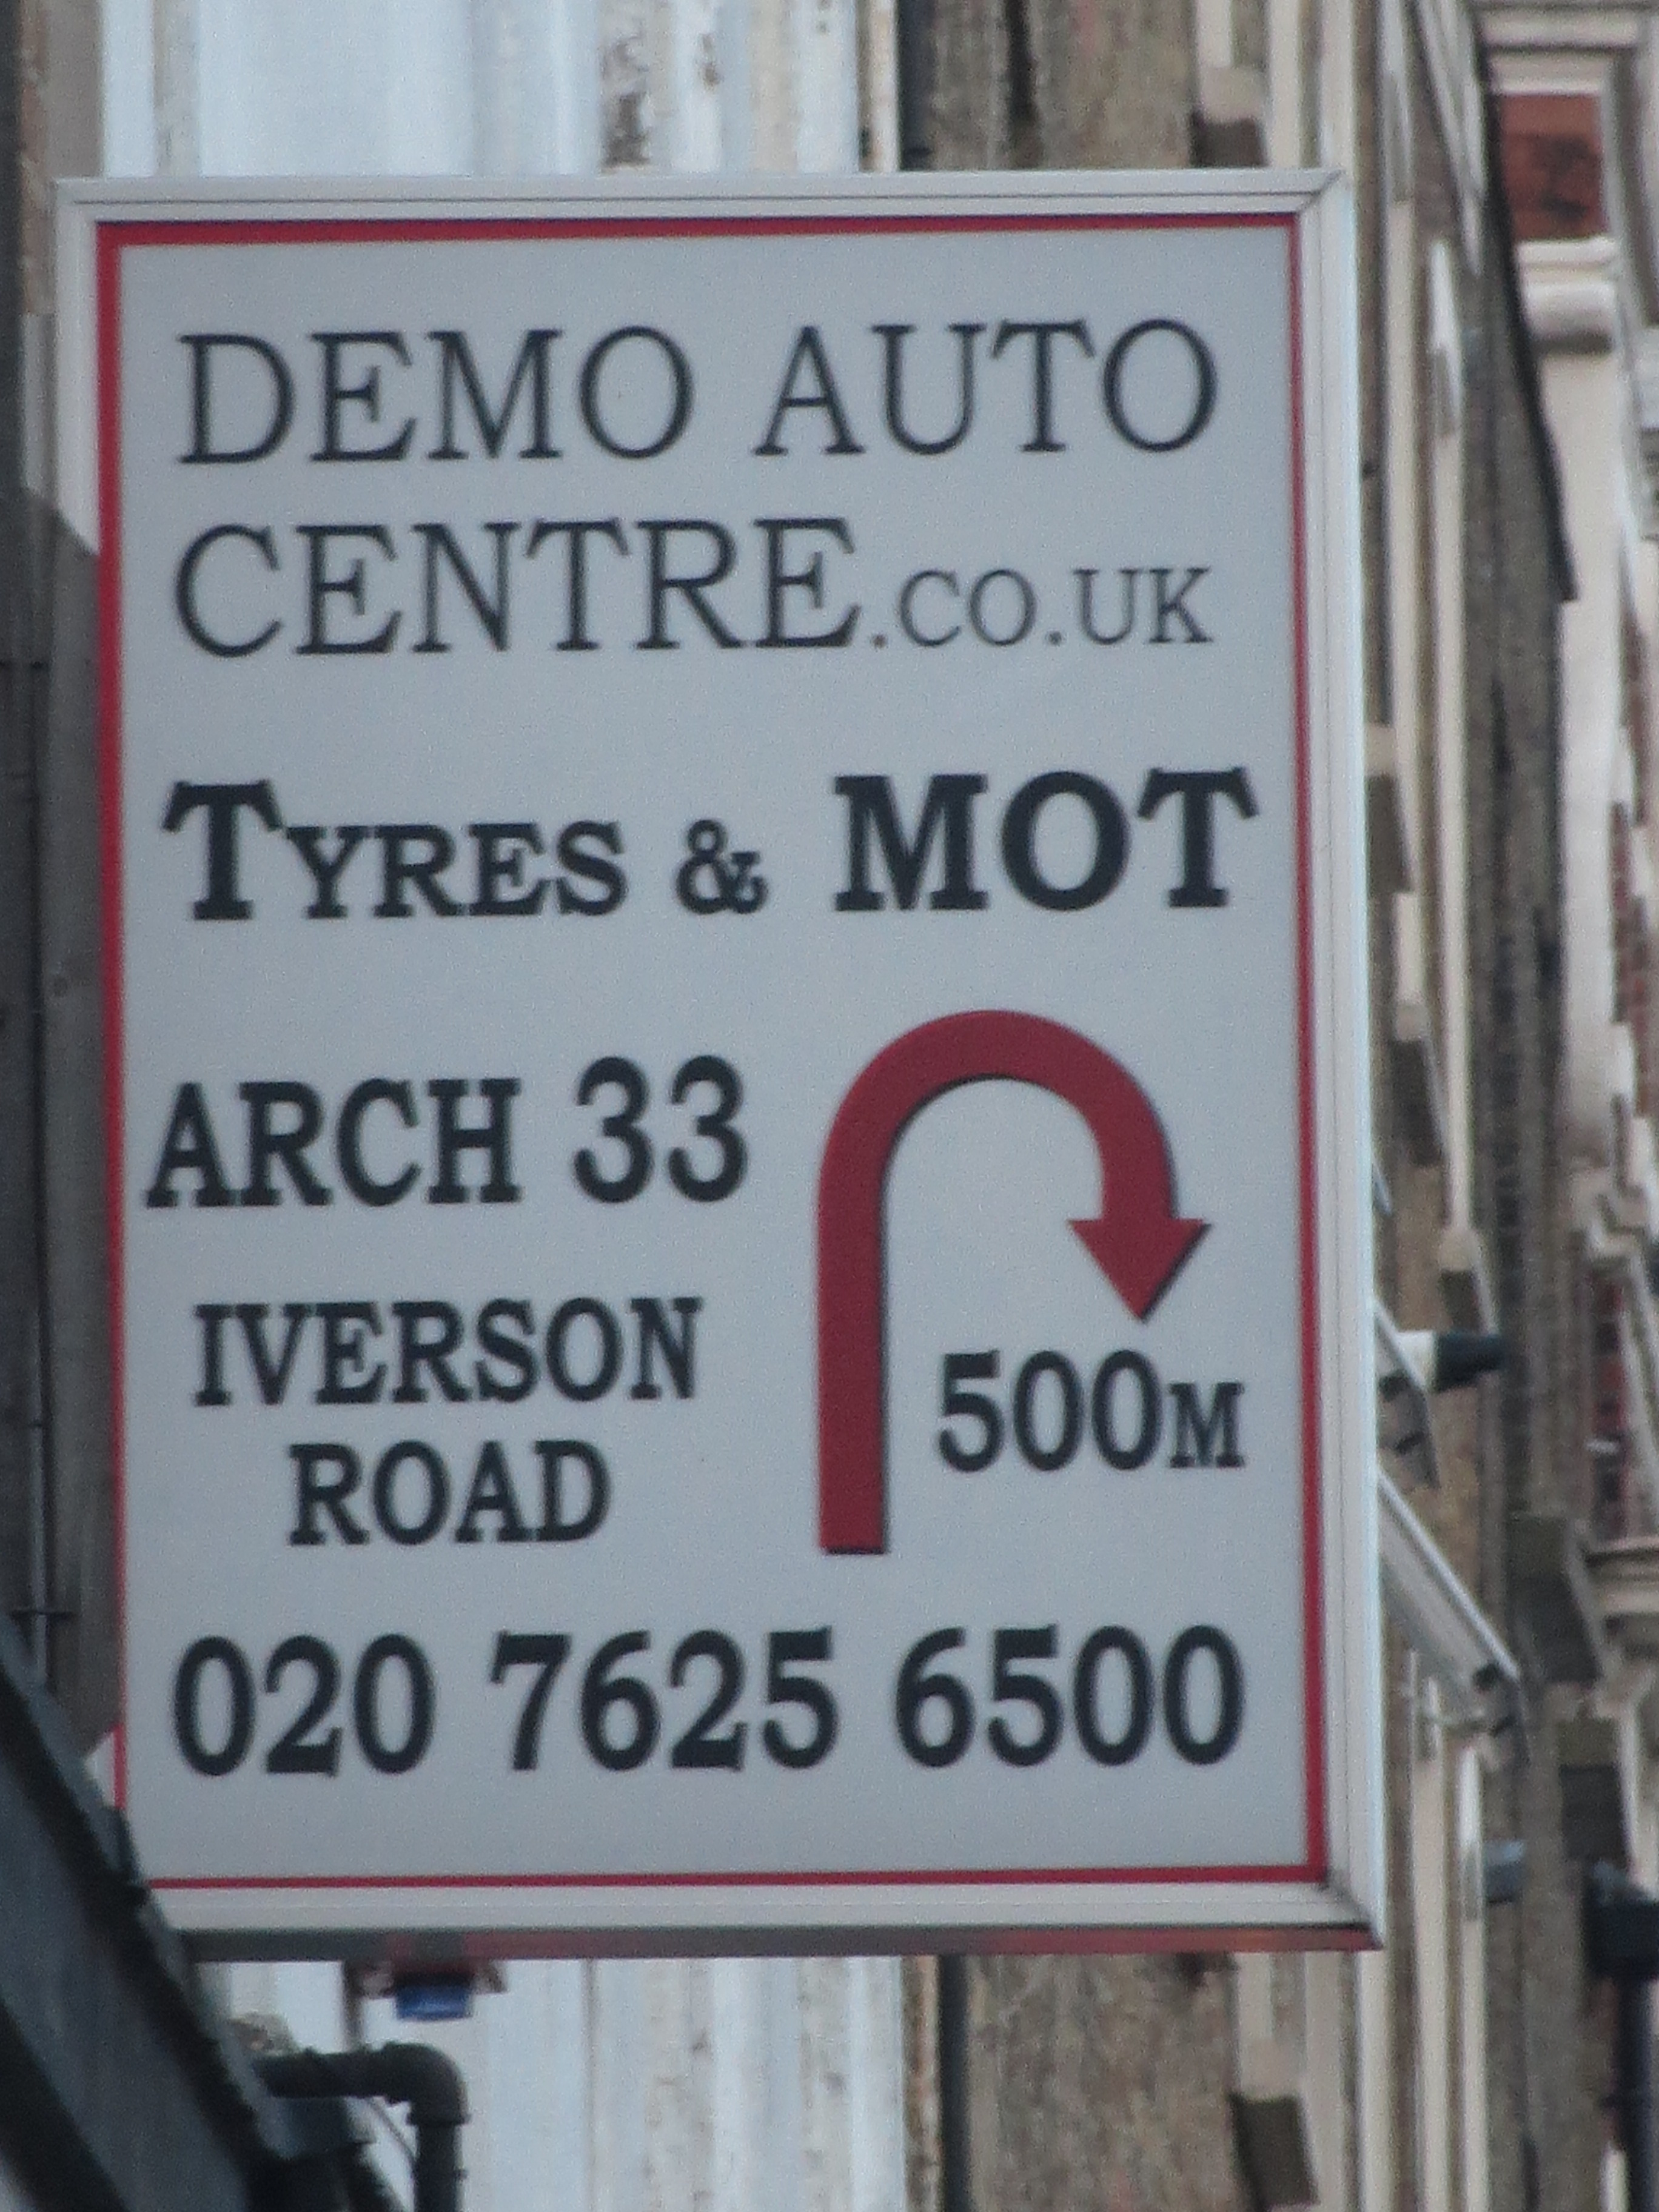 DEMO AUTO
CENTRE.CO.UK
TYRES & MOT
ARCH 33
IVERSON
ROAD
500M
020 7625 6500